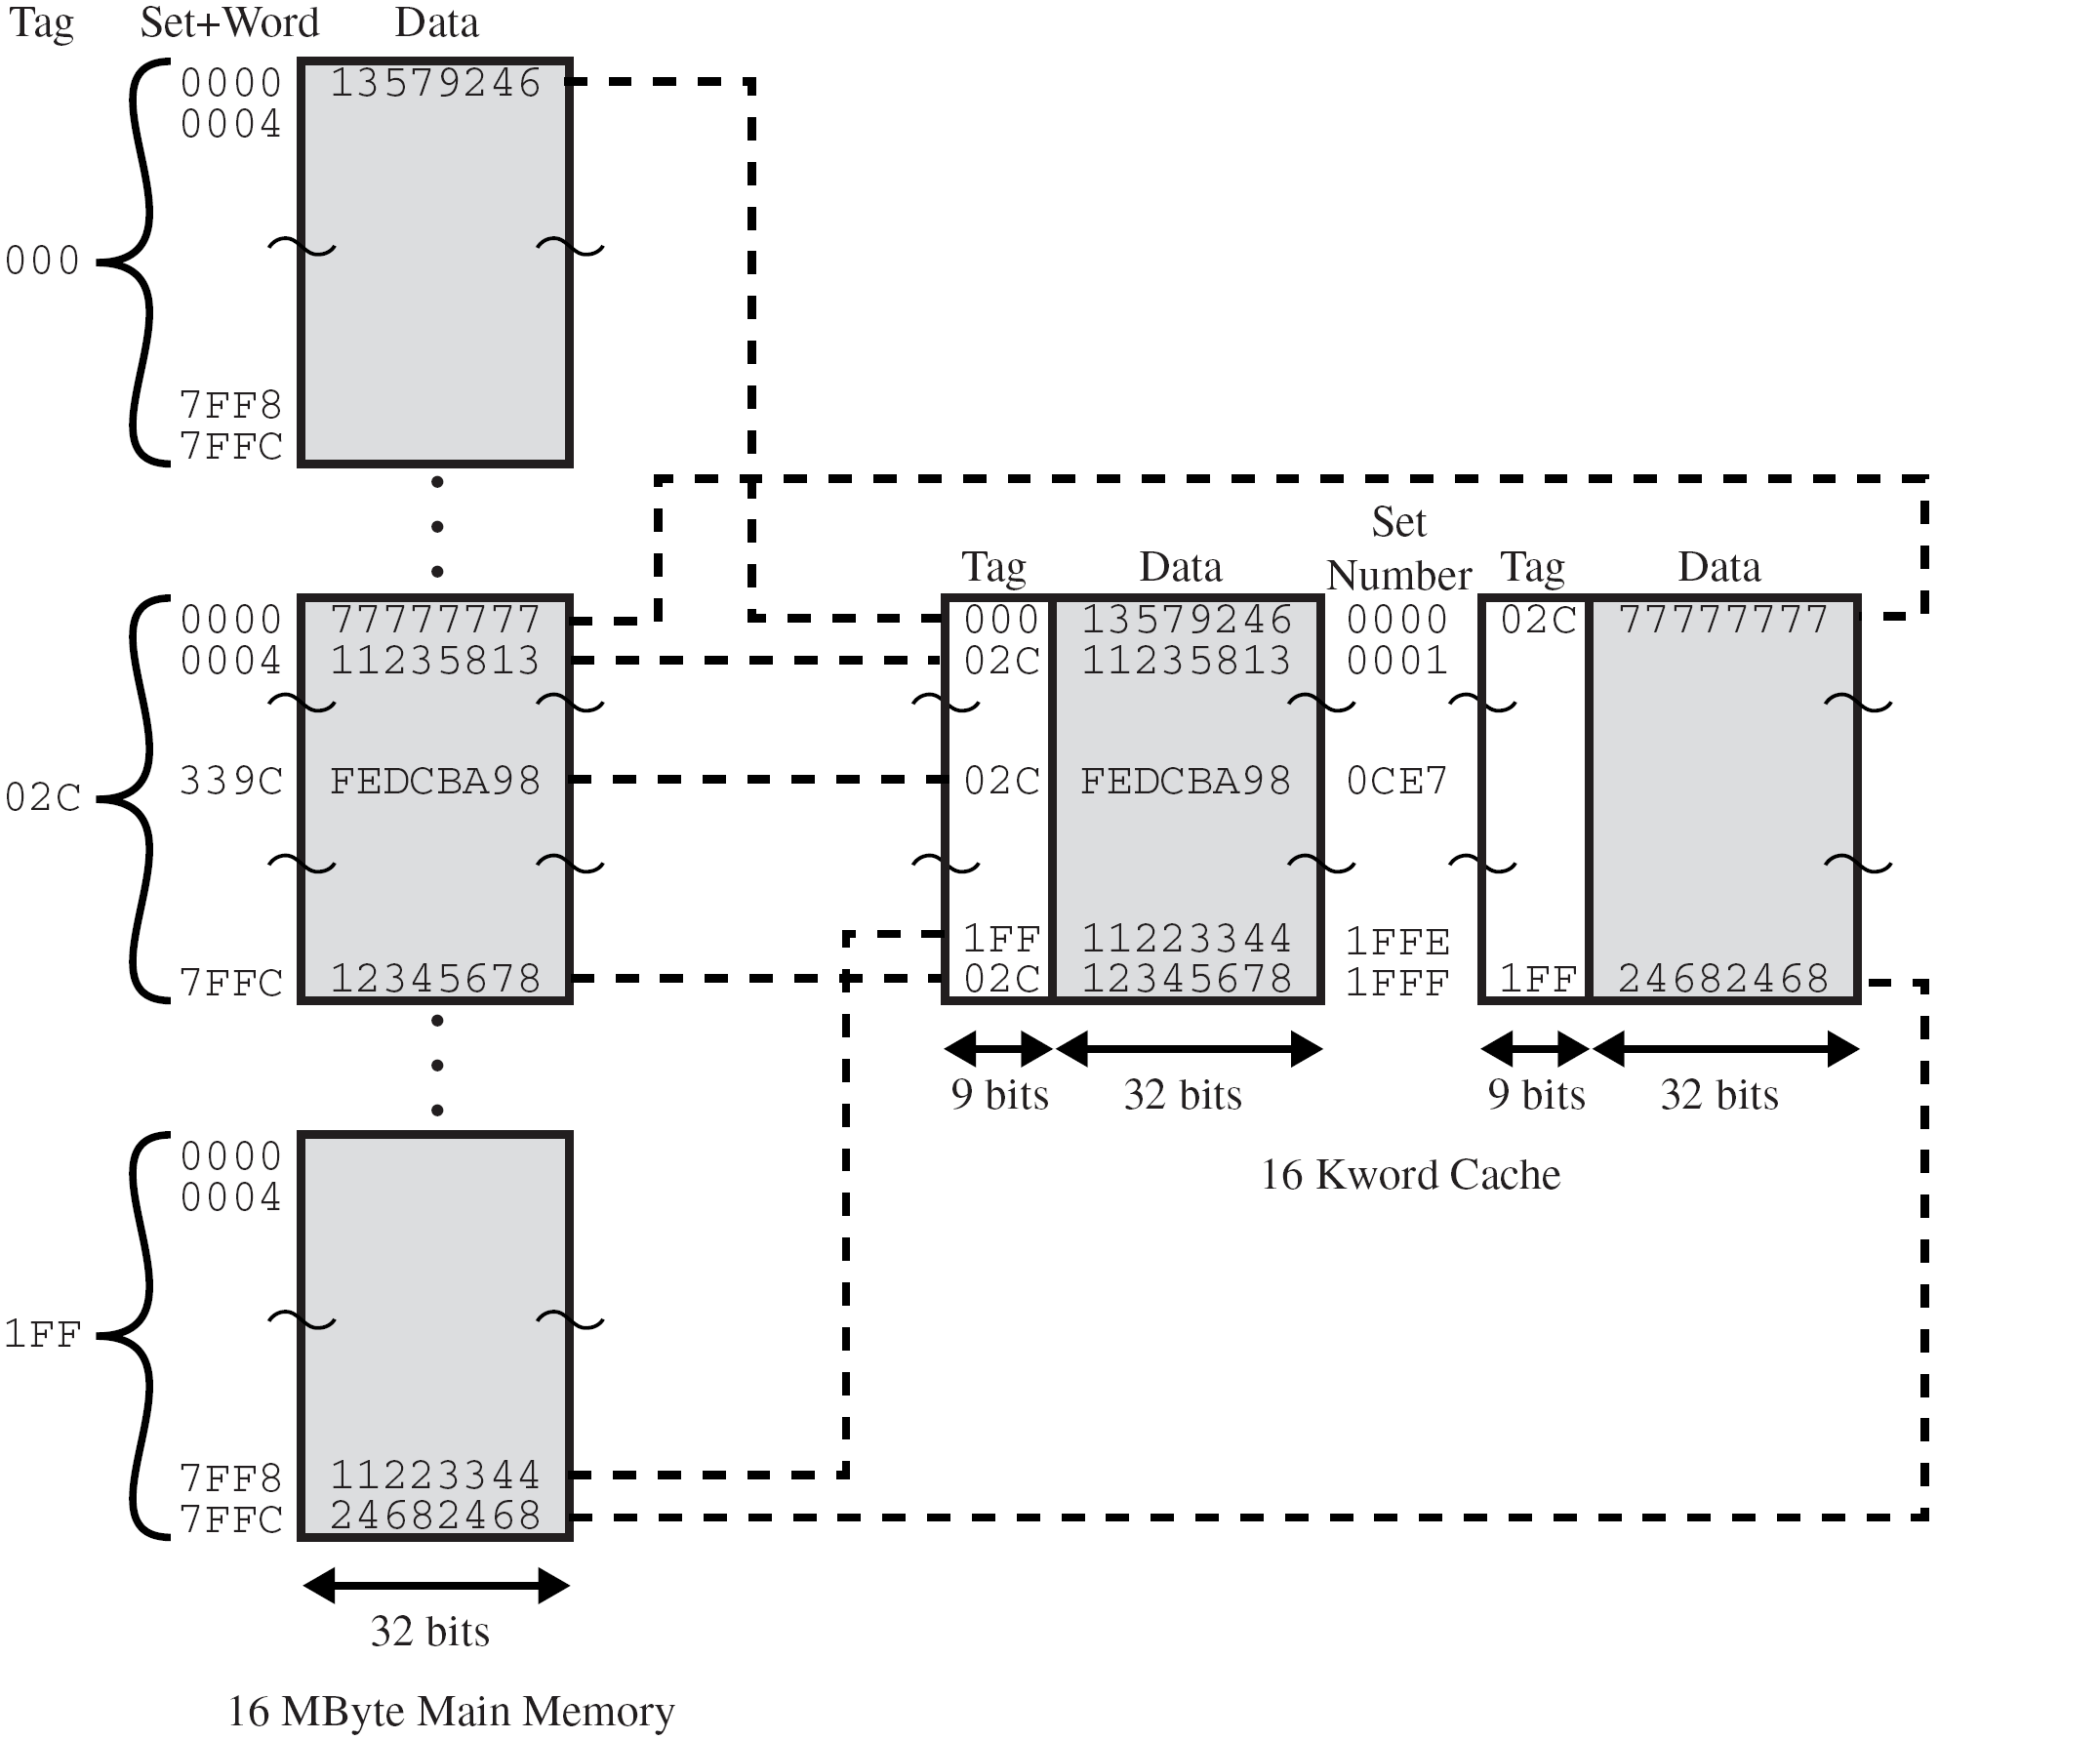 Tag Set+Word Data
0000 13579246
0004
000
7FF8
7FFC
Set
Tag Data Number Tag Data
0000 77777777 000 13579246 0000 02C 77777777
0004 11235813 02C 11235813 0001
339C FEDCBA98 02C FEDCBA98 0CE7
02C
1FF 11223344 1FFE
7FFC 12345678 02C 12345678 1FFF 1FF 24682468
9 bits 32 bits 9 bits 32 bits
0000
16 Kword Cache
0004
1FF
7FF8 11223344
7FFC 24682468
32 bits
16 MByte Main Memory